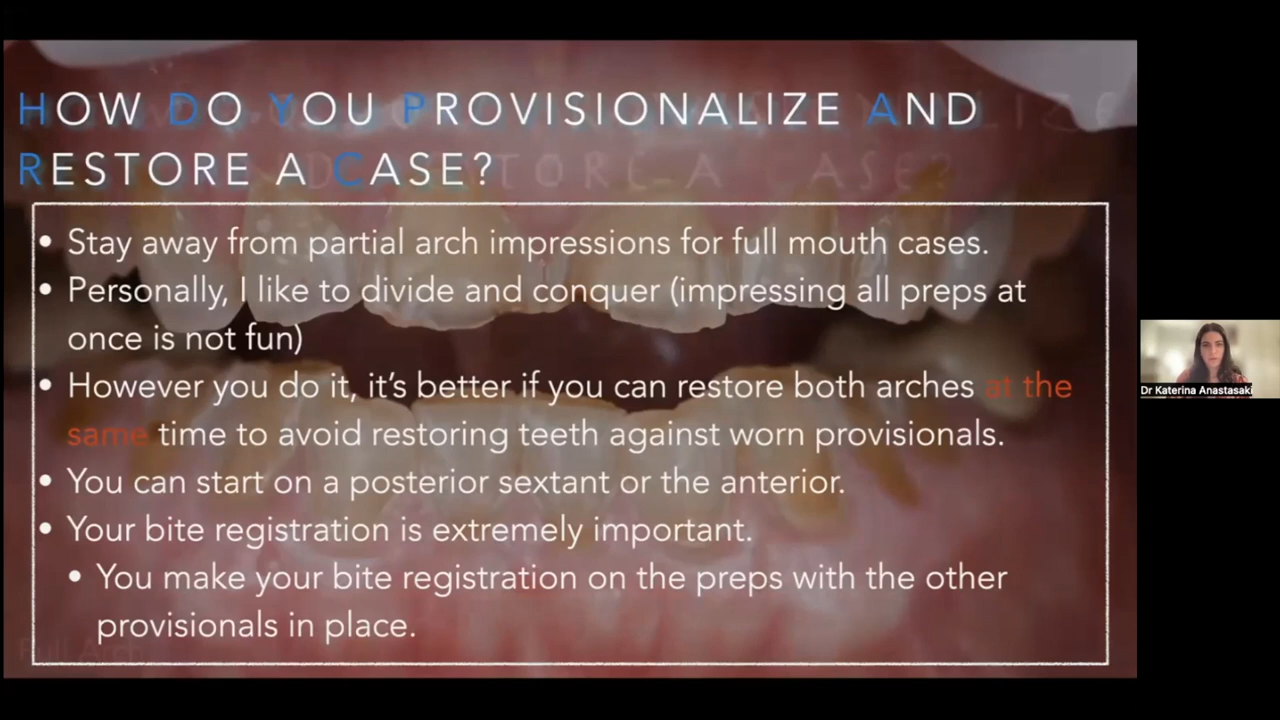 HOW DO YOU PROVISIONALIZE AND
RESTORE A CASE?
• Stay away from partial arch impressions for full mouth cases.
• Personally, I like to divide and conquer (impressing all preps at
once is not fun)
• However you do it, it's better if you can restore both arches at the
same time to avoid restoring teeth against worn provisionals.
• You can start on a posterior sextant or the anterior.
• Your bite registration is extremely important.
• You make your bite registration on the preps with the other
provisionals in place.
Full Arch
Dr Katerina Anastasaki